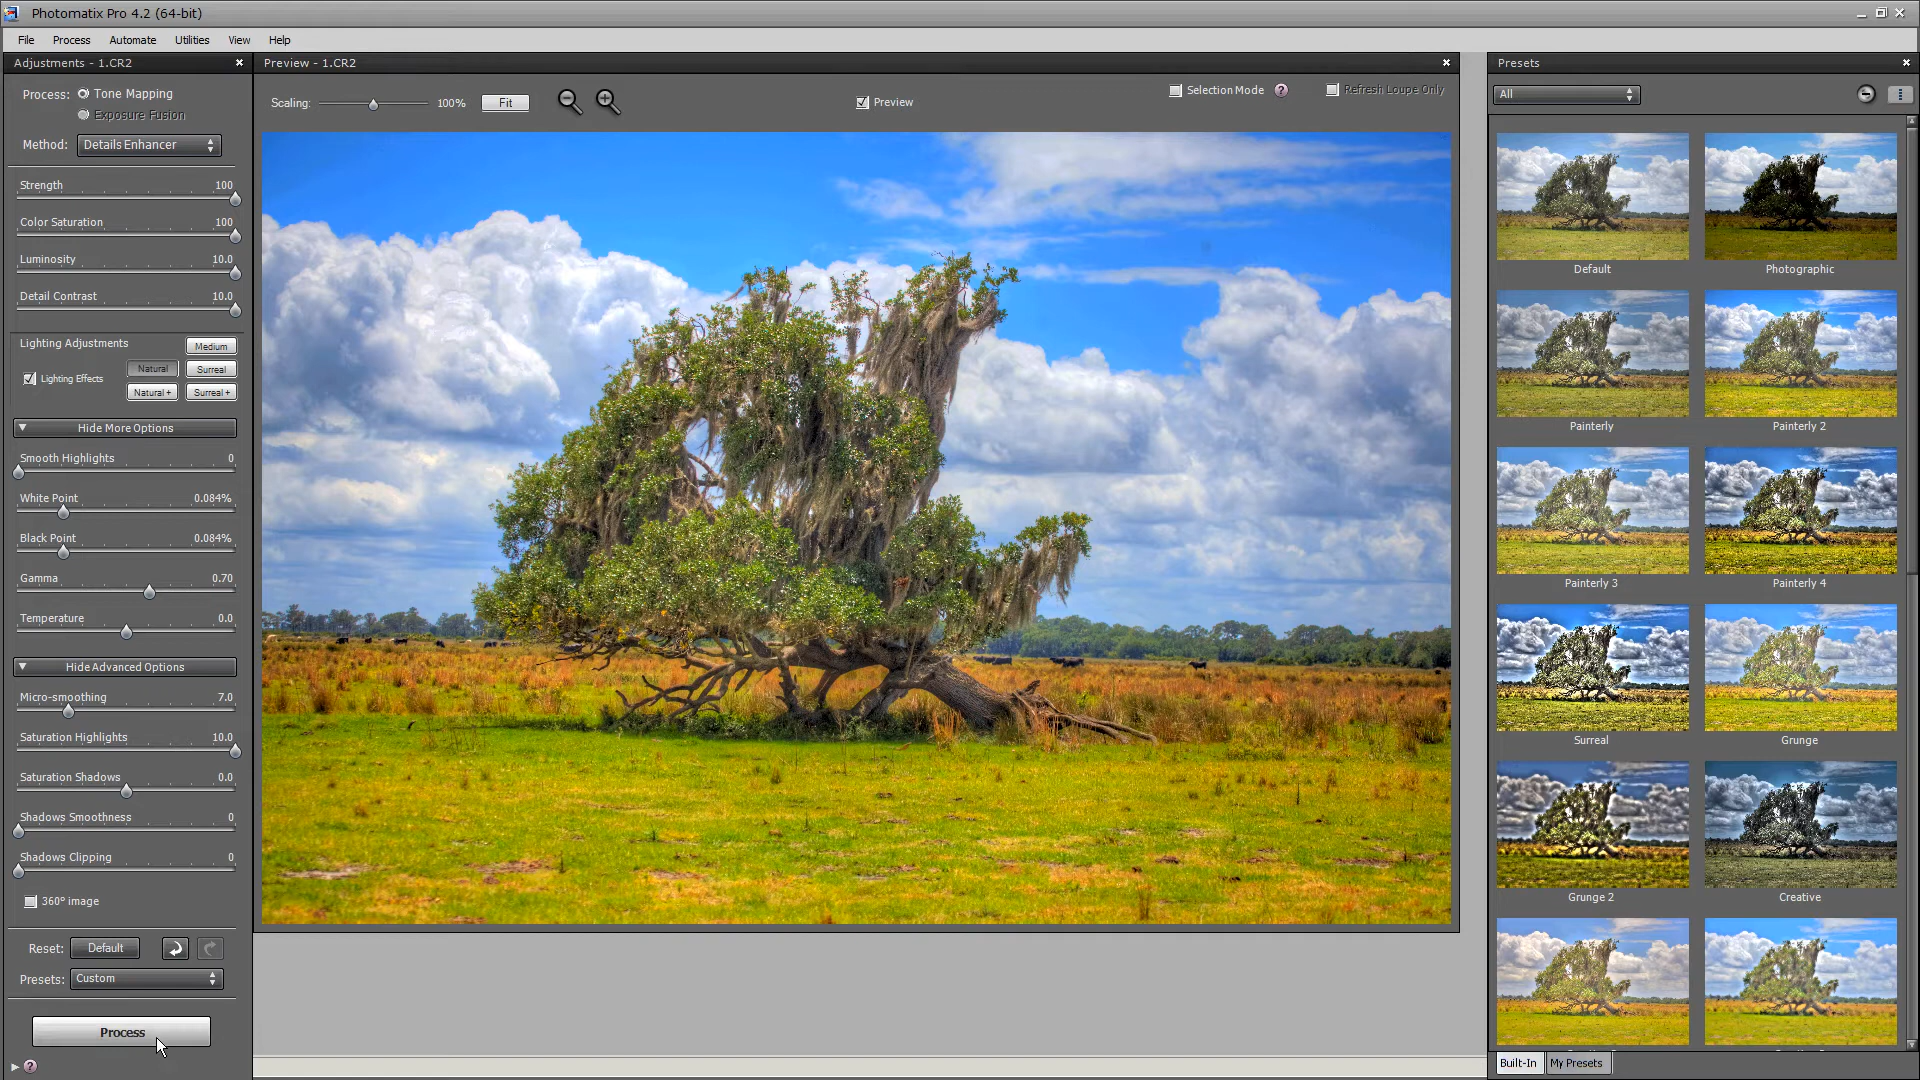 Photomatix Pro 4.2 (64-bit)
File Process Automate Utilities View Help
Adjustments - 1.CR2
Process: Tone Mapping
Exposure Fusion
Method: Details Enhancer
Strength 100
Color Saturation 100
Luminosity 10.0
Detail Contrast 10.0
Lighting Adjustments Medium
Lighting Effects Natural Surreal
Natural + Surreal +
Hide More Options
Smooth Highlights 0
White Point 0.084%
Black Point 0.084%
Gamma 0.70
Temperature 0.0
Hide Advanced Options
Micro-smoothing 7.0
Saturation Highlights 10.0
Saturation Shadows 0.0
Shadows Smoothness 0
Shadows Clipping 0
360º image
Reset: Default
Presets: Custom
Process
?
Preview - 1.CR2
Scaling: 100% Fit Preview Selection Mode ? Refresh Loupe Only
Presets
All
Default Photographic
Painterly Painterly 2
Painterly 3 Painterly 4
Surreal Grunge
Grunge 2 Creative
Built-In My Presets